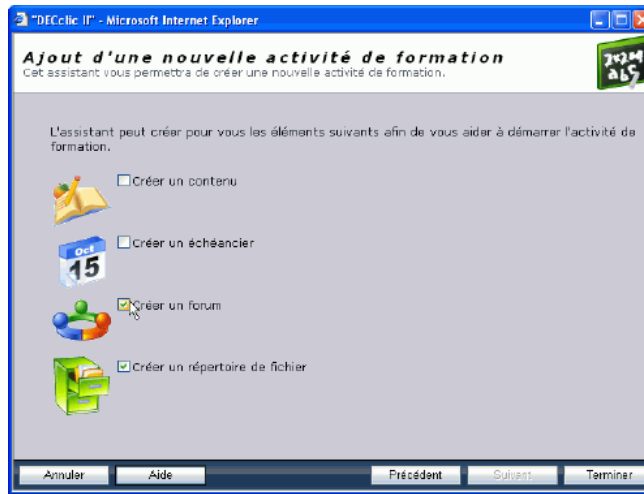 "DECclic II" - Microsoft Internet Explorer
Ajout d'une nouvelle activité de formation
Cet assistant vous permettra de créer une nouvelle activité de formation.
2x2=4
abc
L'assistant peut créer pour vous les éléments suivants afin de vous aider à démarrer l'activité de
formation.
Créer un contenu
Oct
15
Créer un échéancier
Créer un forum
Créer un répertoire de fichier
Annuler
Aide
Précédent
Suivant
Terminer